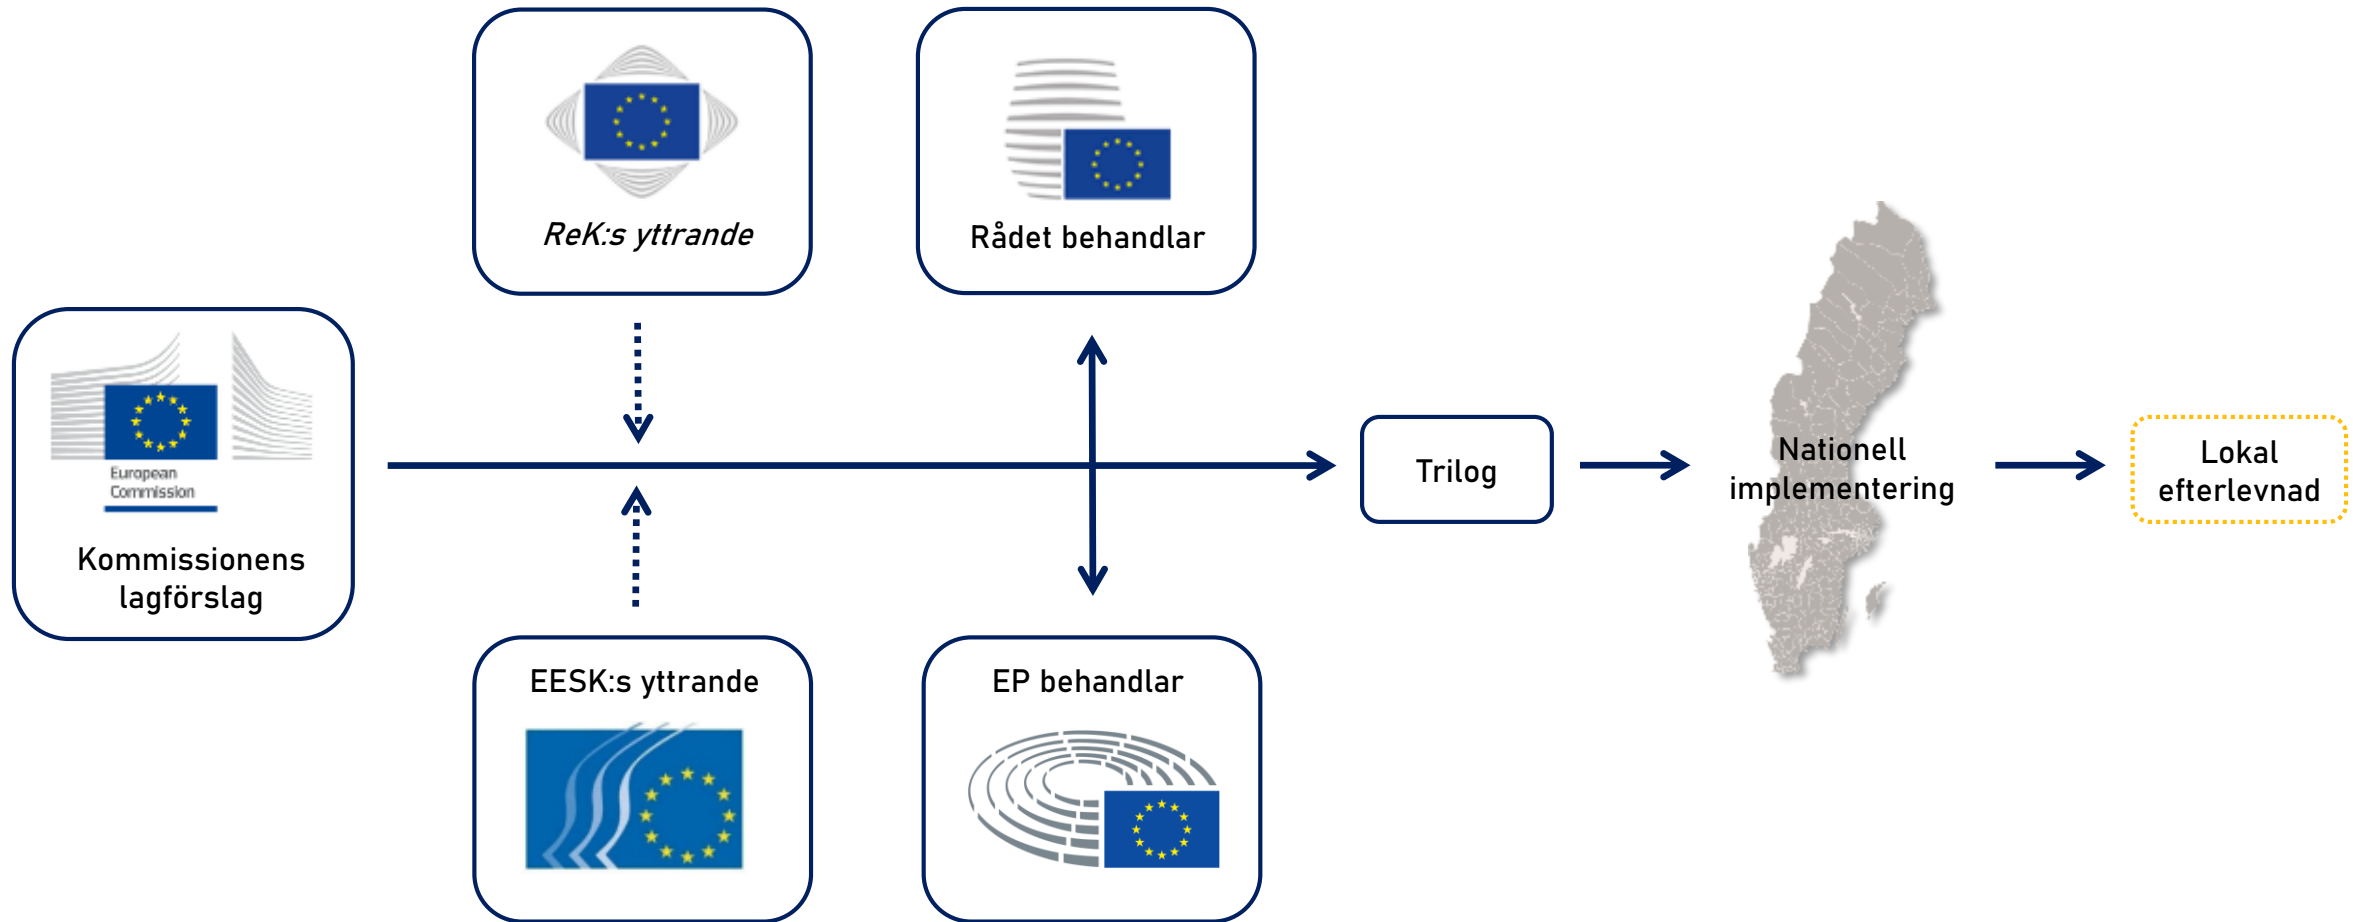 ReK:s yttrande
Rådet behandlar
European
Commission
Kommissionens
lagförslag
EESK:s yttrande
EP behandlar
Trilog
Nationell
implementering
Lokal
efterlevnad